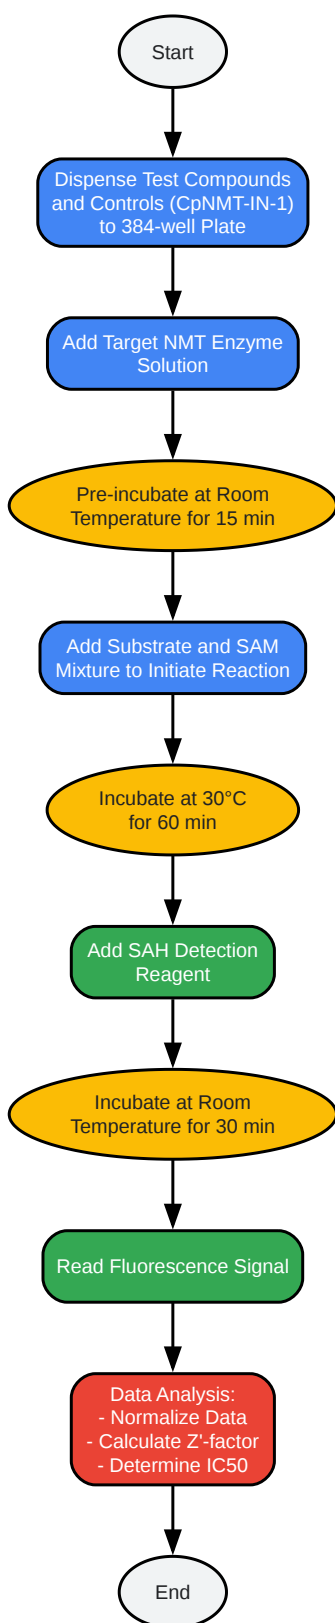 Start
Dispense Test Compounds
and Controls (CpNMT-IN-1)
to 384-well Plate
Add Target NMT Enzyme
Solution
Pre-incubate at Room
Temperature for 15 min
Add Substrate and SAM
Mixture to Initiate Reaction
Incubate at 30°C
for 60 min
Add SAH Detection
Reagent
Incubate at Room
Temperature for 30 min
Read Fluorescence Signal
Data Analysis:
- Normalize Data
- Calculate Z'-factor
- Determine IC50
End